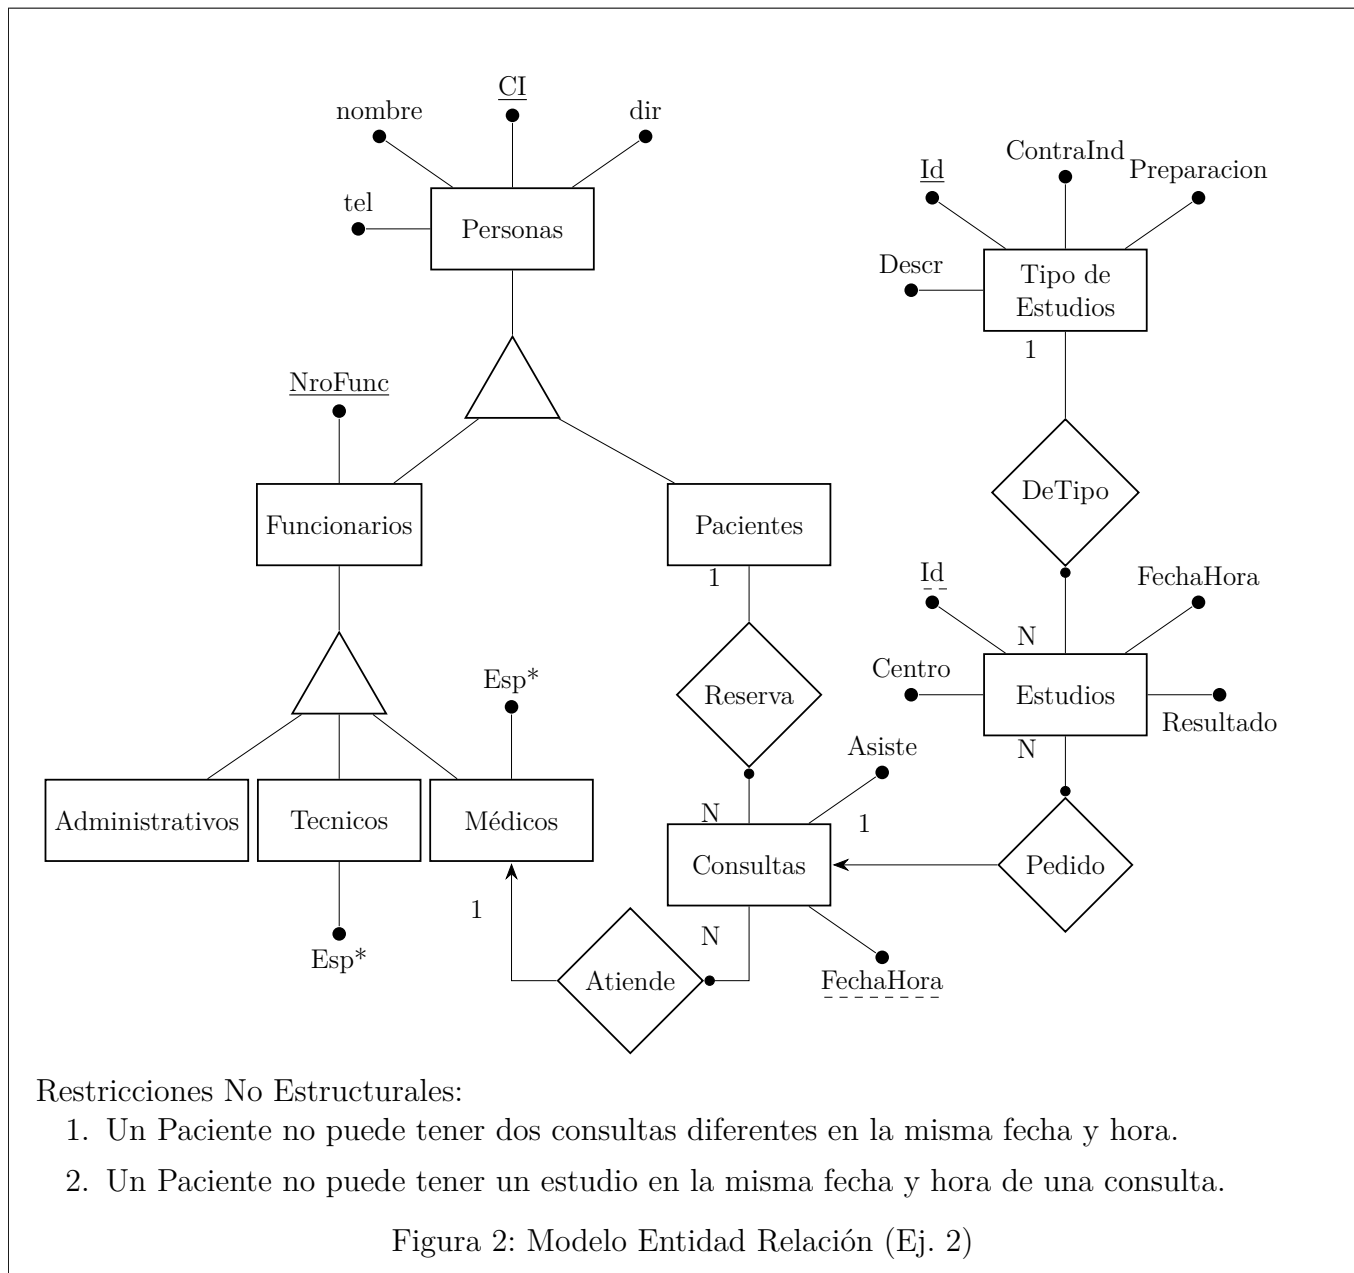 CI
nombre
dir
tel
Personas
ContraInd
Id
Preparacion
Descr
Tipo de
Estudios
1
NroFunc
Funcionarios
Pacientes
DeTipo
1
Id
FechaHora
N
Centro
Estudios
Resultado
N
Reserva
Esp*
Asiste
N
1
Administrativos
Tecnicos
Médicos
Consultas
Pedido
1
N
Esp*
Atiende
FechaHora
Restricciones No Estructurales:
1. Un Paciente no puede tener dos consultas diferentes en la misma fecha y hora.
2. Un Paciente no puede tener un estudio en la misma fecha y hora de una consulta.
Figura 2: Modelo Entidad Relación (Ej. 2)